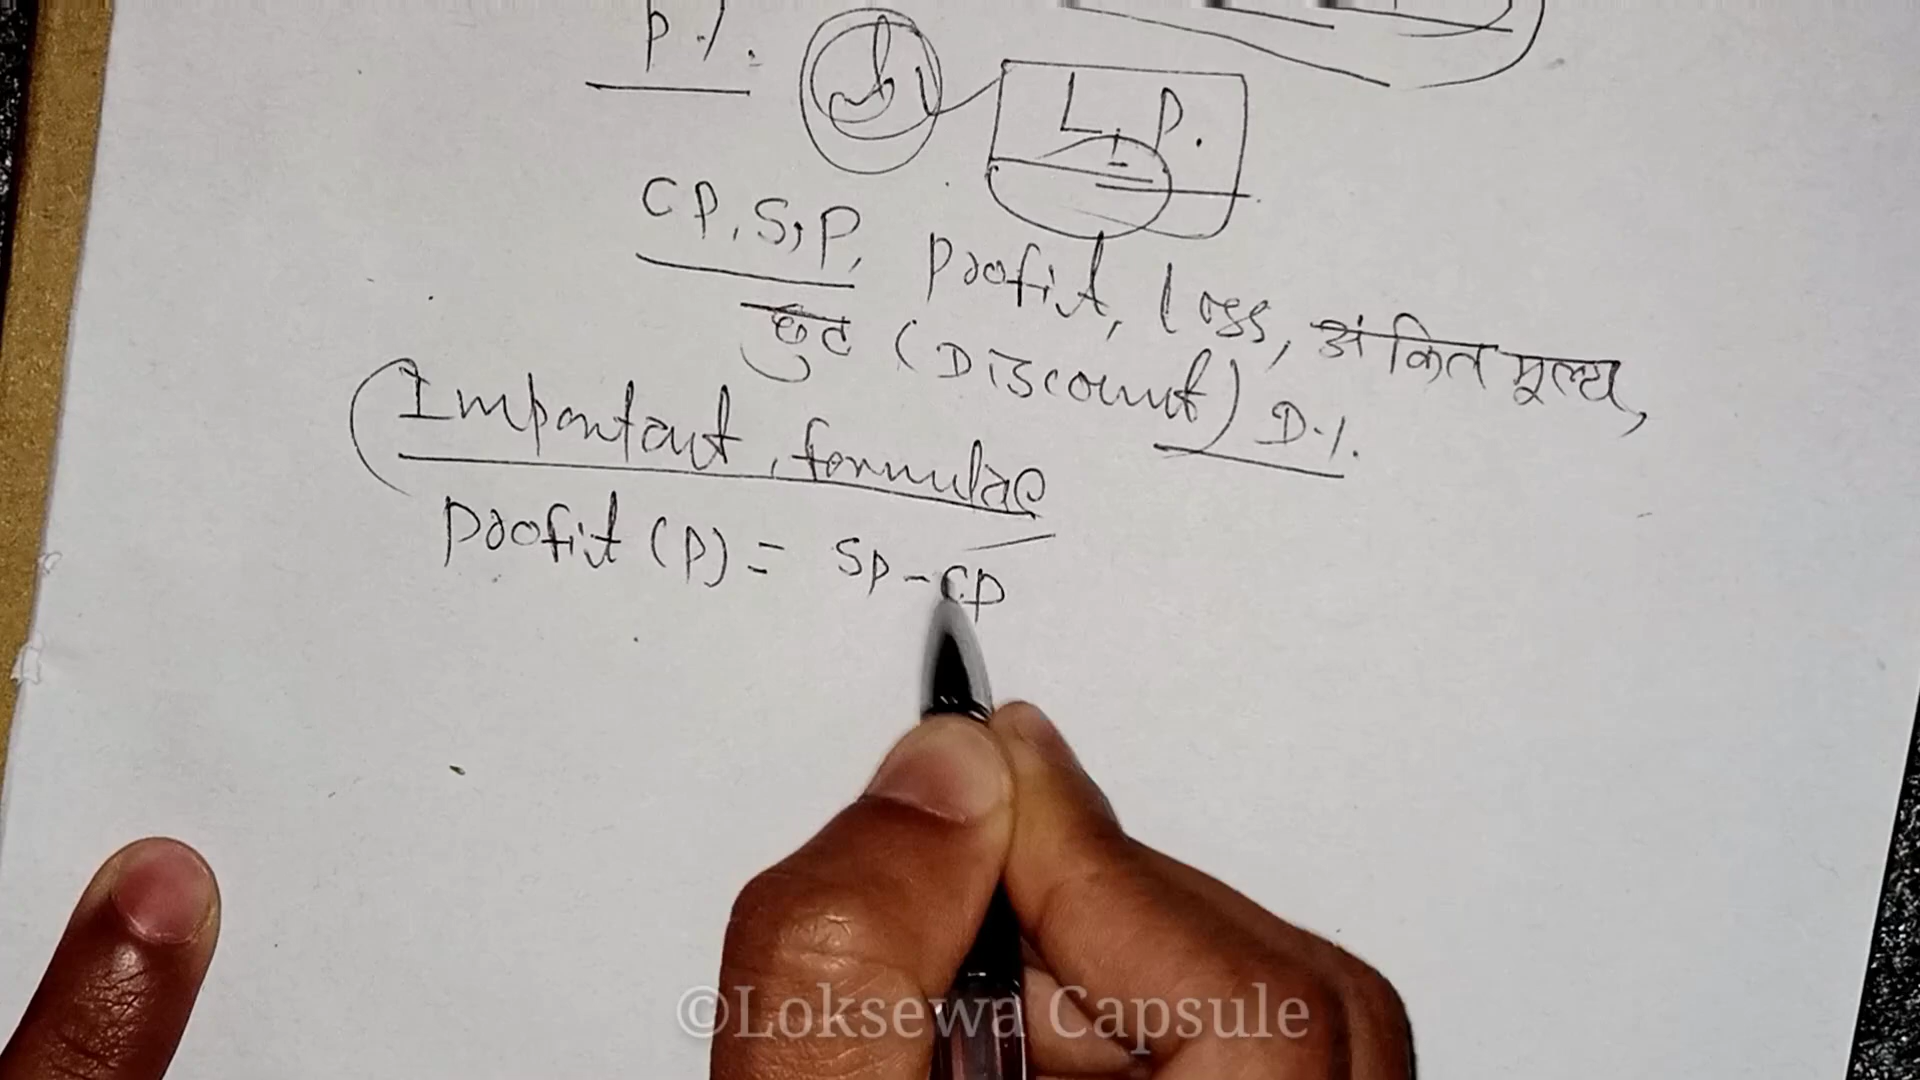 P.%.
L.P.
CP, S.P, Profit, Loss, अंकित मूल्य,
छुट (Discount) D.%.
Important formulae
Profit (P) = SP - CP
©Loksewa Capsule